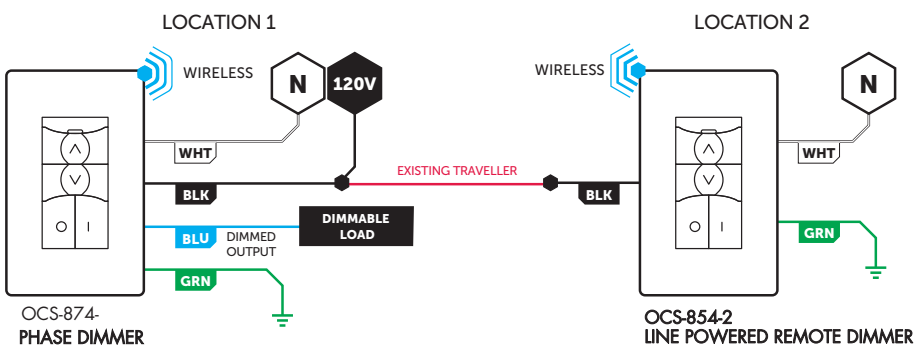 LOCATION 1
LOCATION 2
WIRELESS
N
120V
WIRELESS
N
WHT
WHT
EXISTING TRAVELLER
BLK
BLK
O I
O I
BLU
DIMMED
OUTPUT
DIMMABLE
LOAD
GRN
GRN
OCS-874-
PHASE DIMMER
OCS-854-2
LINE POWERED REMOTE DIMMER